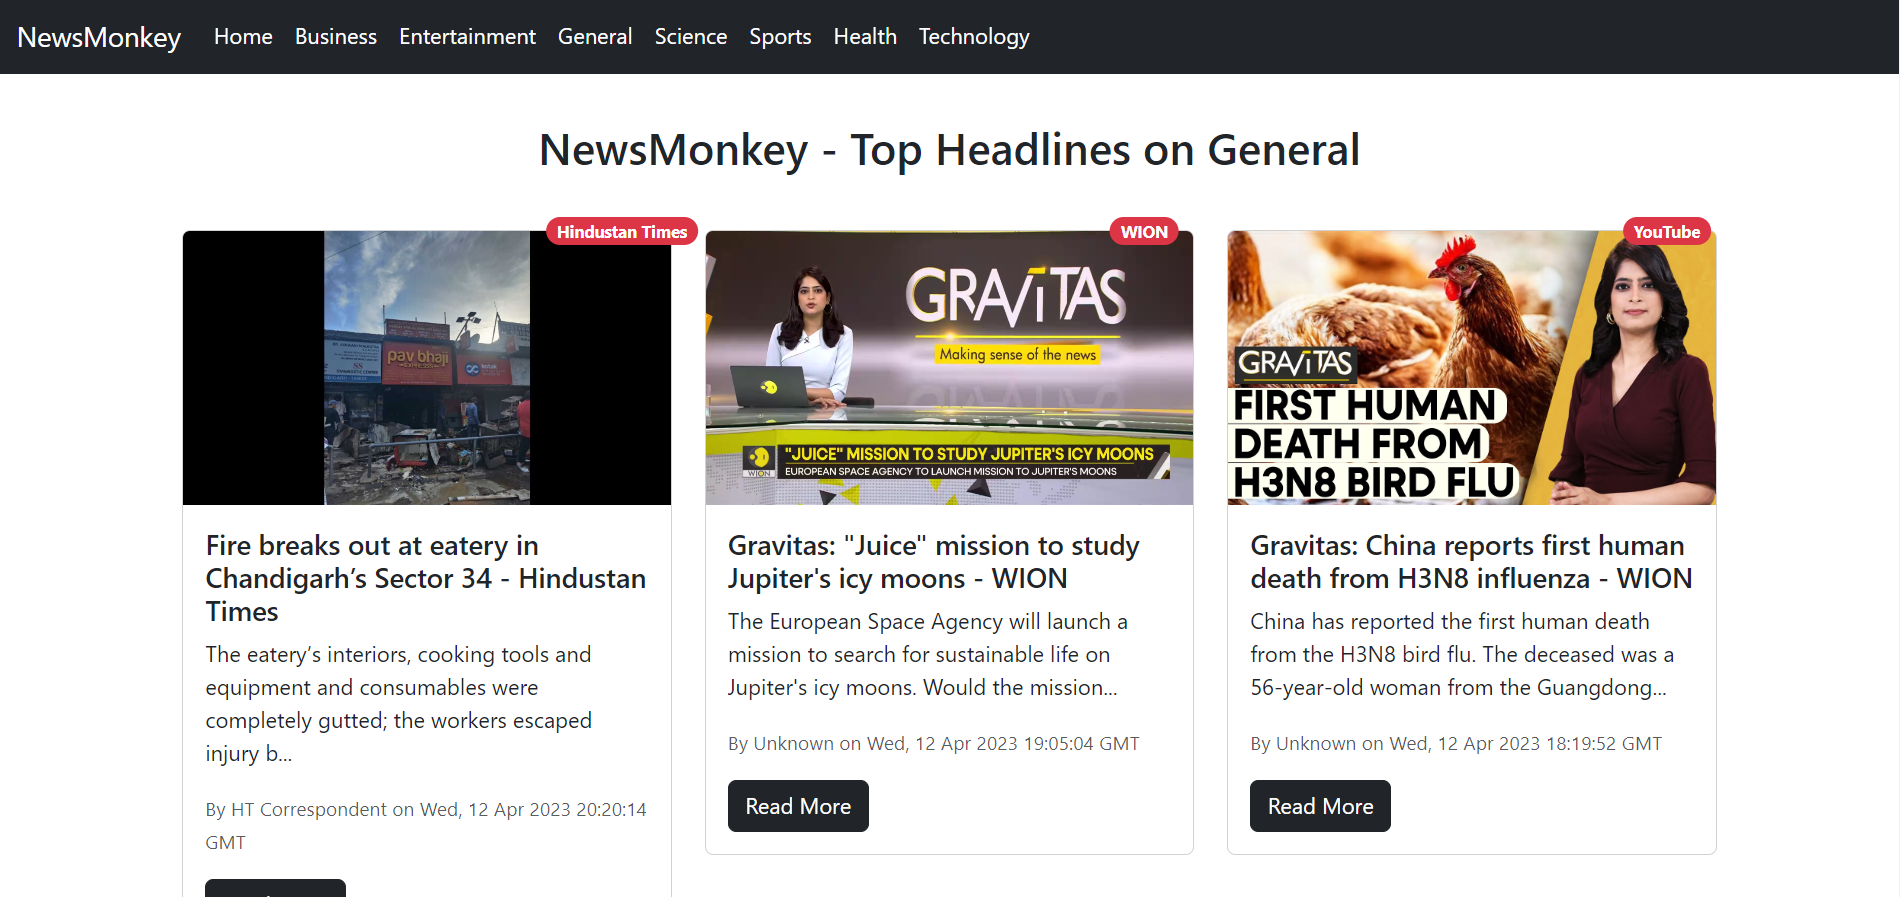 NewsMonkey Home Business Entertainment General Science Sports Health Technology
NewsMonkey - Top Headlines on General
Hindustan Times
pav bhaji
Fire breaks out at eatery in
Chandigarh’s Sector 34 - Hindustan
Times
The eatery’s interiors, cooking tools and
equipment and consumables were
completely gutted; the workers escaped
injury b...
By HT Correspondent on Wed, 12 Apr 2023 20:20:14
GMT
WION
GRAVITAS
Making sense of the news
WION
"JUICE" MISSION TO STUDY JUPITER'S ICY MOONS
EUROPEAN SPACE AGENCY TO LAUNCH MISSION TO JUPITER'S MOONS
Gravitas: "Juice" mission to study
Jupiter's icy moons - WION
The European Space Agency will launch a
mission to search for sustainable life on
Jupiter's icy moons. Would the mission...
By Unknown on Wed, 12 Apr 2023 19:05:04 GMT
Read More
YouTube
GRAVITAS
FIRST HUMAN
DEATH FROM
H3N8 BIRD FLU
Gravitas: China reports first human
death from H3N8 influenza - WION
China has reported the first human death
from the H3N8 bird flu. The deceased was a
56-year-old woman from the Guangdong...
By Unknown on Wed, 12 Apr 2023 18:19:52 GMT
Read More